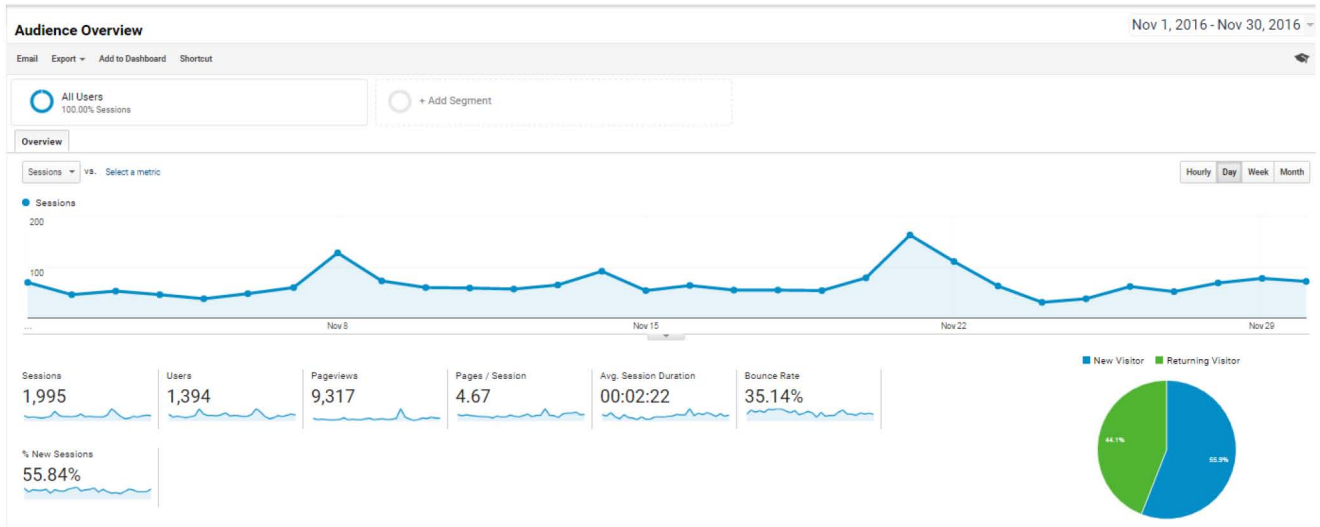 Audience Overview
Nov 1, 2016 - Nov 30, 2016
Email Export Add to Dashboard Shortcut
All Users
100.00% Sessions
+ Add Segment
Overview
Sessions vs. Select a metric
Hourly Day Week Month
Sessions
200
100
... Nov 8 Nov 15 Nov 22 Nov 29
New Visitor Returning Visitor
Sessions Users Pageviews Pages / Session Avg. Session Duration Bounce Rate
1,995 1,394 9,317 4.67 00:02:22 35.14%
44.1%
55.9%
% New Sessions
55.84%